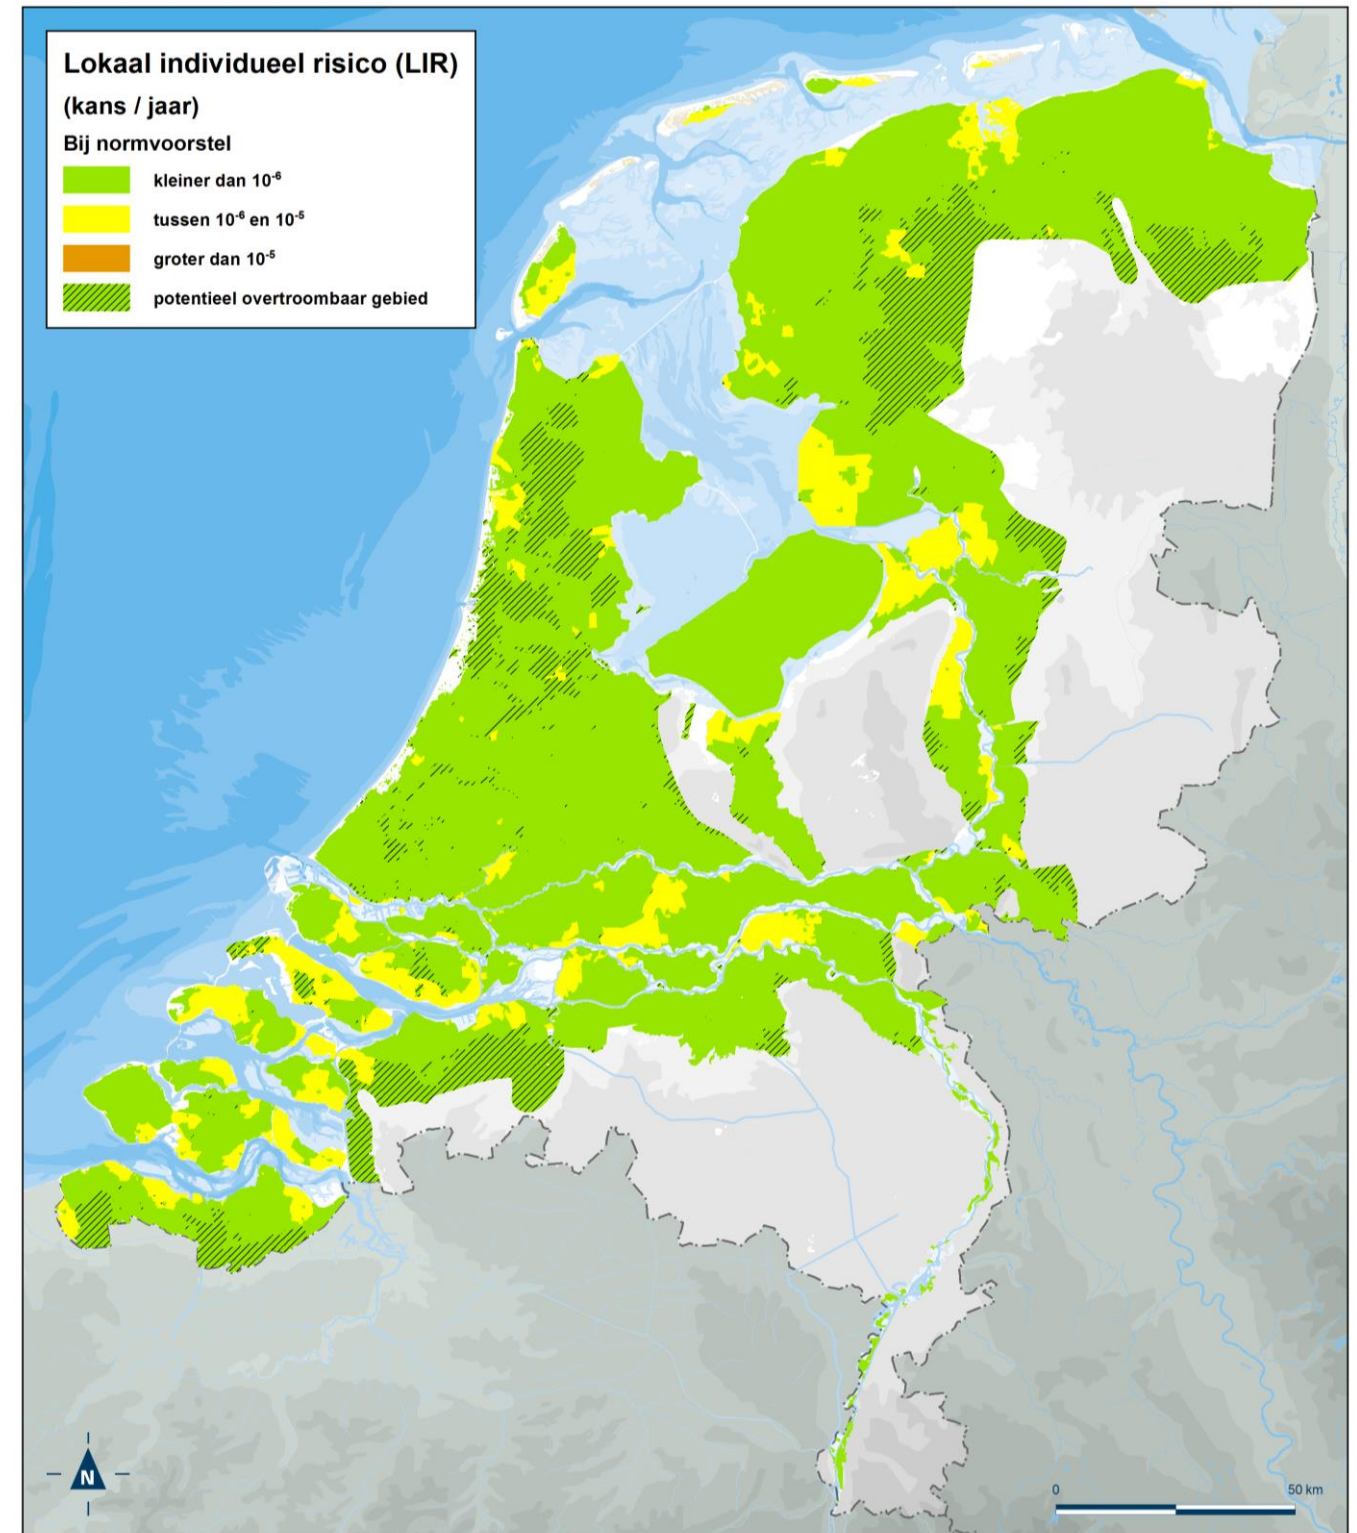 Lokaal individueel risico (LIR)
(kans / jaar)
Bij normvoorstel
kleiner dan 10⁻⁶
tussen 10⁻⁶ en 10⁻⁵
groter dan 10⁻⁵
potentieel overtroombaar gebied
N
0 50 km